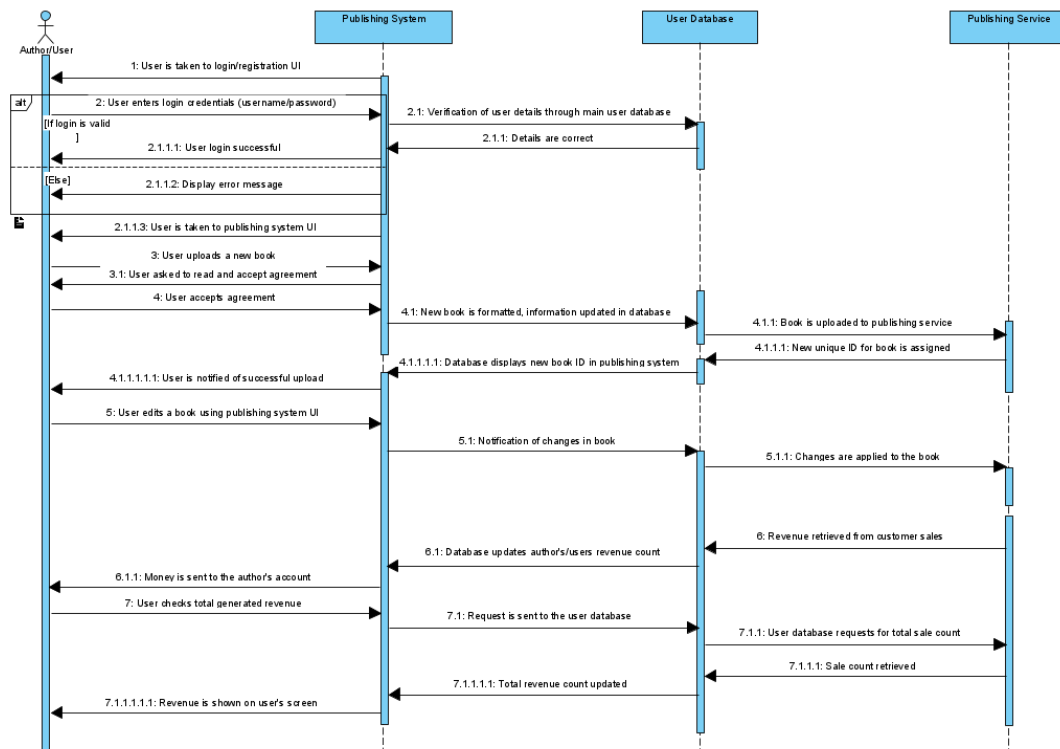 Publishing System
User Database
Publishing Service
Author/User
1: User is taken to login/registration UI
alt
2: User enters login credentials (username/password)
2.1: Verification of user details through main user database
[If login is valid
]
2.1.1: Details are correct
2.1.1.1: User login successful
[Else]
2.1.1.2: Display error message
2.1.1.3: User is taken to publishing system UI
3: User uploads a new book
3.1: User asked to read and accept agreement
4: User accepts agreement
4.1: New book is formatted, information updated in database
4.1.1: Book is uploaded to publishing service
4.1.1.1: New unique ID for book is assigned
4.1.1.1.1: Database displays new book ID in publishing system
4.1.1.1.1.1: User is notified of successful upload
5: User edits a book using publishing system UI
5.1: Notification of changes in book
5.1.1: Changes are applied to the book
6: Revenue retrieved from customer sales
6.1: Database updates author's/users revenue count
6.1.1: Money is sent to the author's account
7: User checks total generated revenue
7.1: Request is sent to the user database
7.1.1: User database requests for total sale count
7.1.1.1: Sale count retrieved
7.1.1.1.1: Total revenue count updated
7.1.1.1.1.1: Revenue is shown on user's screen